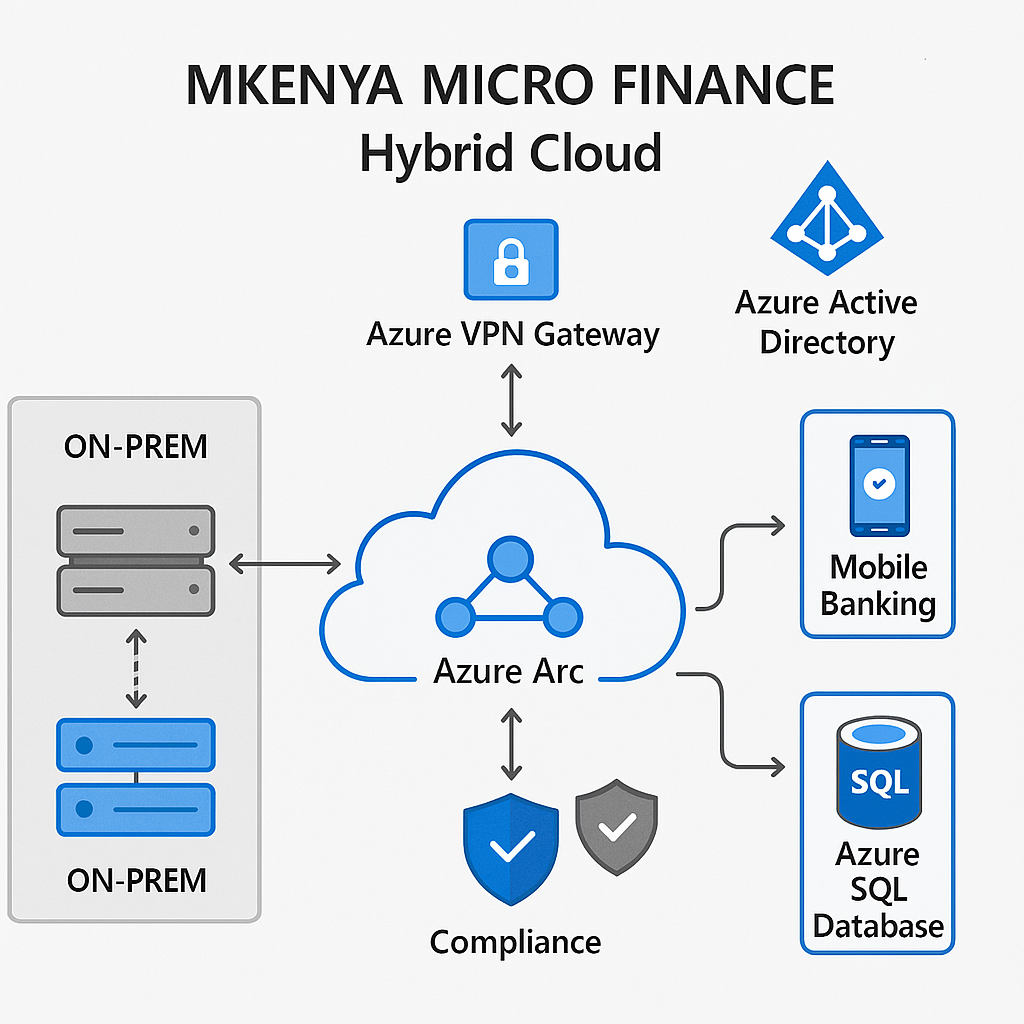 MKENYA MICRO FINANCE
Hybrid Cloud
Azure VPN Gateway
Azure Active
Directory
ON-PREM
ON-PREM
Azure Arc
Mobile
Banking
Compliance
SQL
Azure
SQL
Database